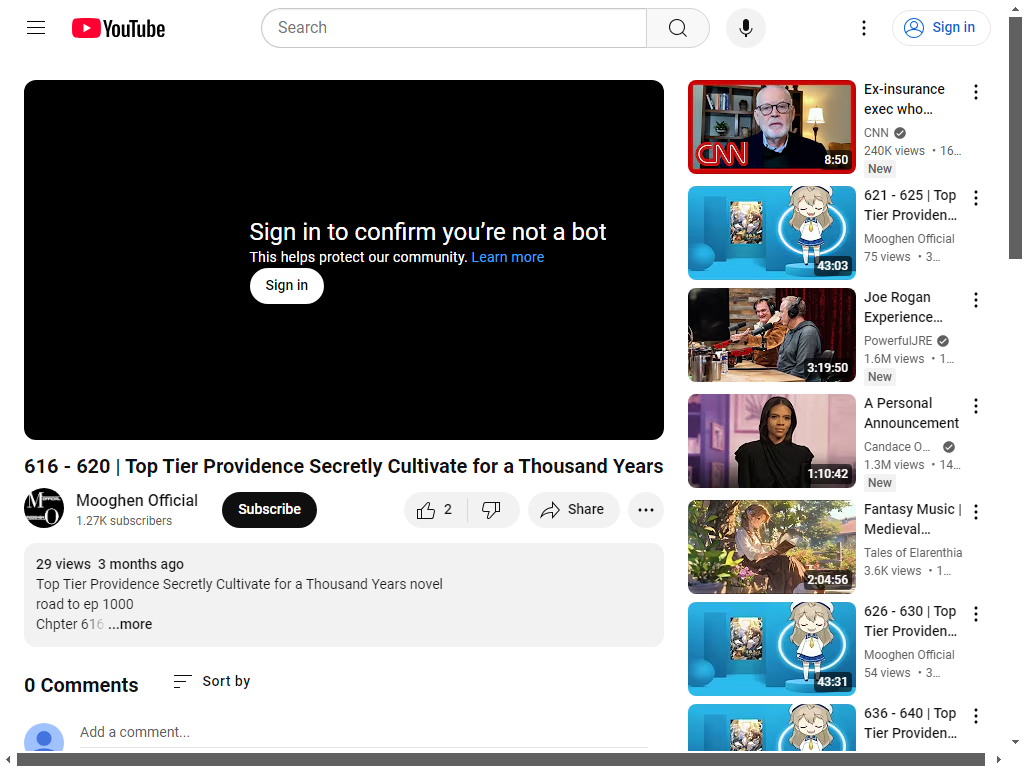 YouTube
Search
Sign in
Sign in to confirm you’re not a bot
This helps protect our community. Learn more
Sign in
616 - 620 | Top Tier Providence Secretly Cultivate for a Thousand Years
Mooghen Official
1.27K subscribers
Subscribe
2
Share
29 views 3 months ago
Top Tier Providence Secretly Cultivate for a Thousand Years novel
road to ep 1000
Chpter 616 ...more
0 Comments
Sort by
Add a comment...
CNN
8:50
Ex-insurance
exec who…
CNN
240K views • 16…
New
43:03
621 - 625 | Top
Tier Providen…
Mooghen Official
75 views • 3…
3:19:50
Joe Rogan
Experience…
PowerfulJRE
1.6M views • 1…
New
1:10:42
A Personal
Announcement
Candace O…
1.3M views • 14…
New
2:04:56
Fantasy Music |
Medieval…
Tales of Elarenthia
3.6K views • 1…
43:31
626 - 630 | Top
Tier Providen…
Mooghen Official
54 views • 3…
636 - 640 | Top
Tier Providen…